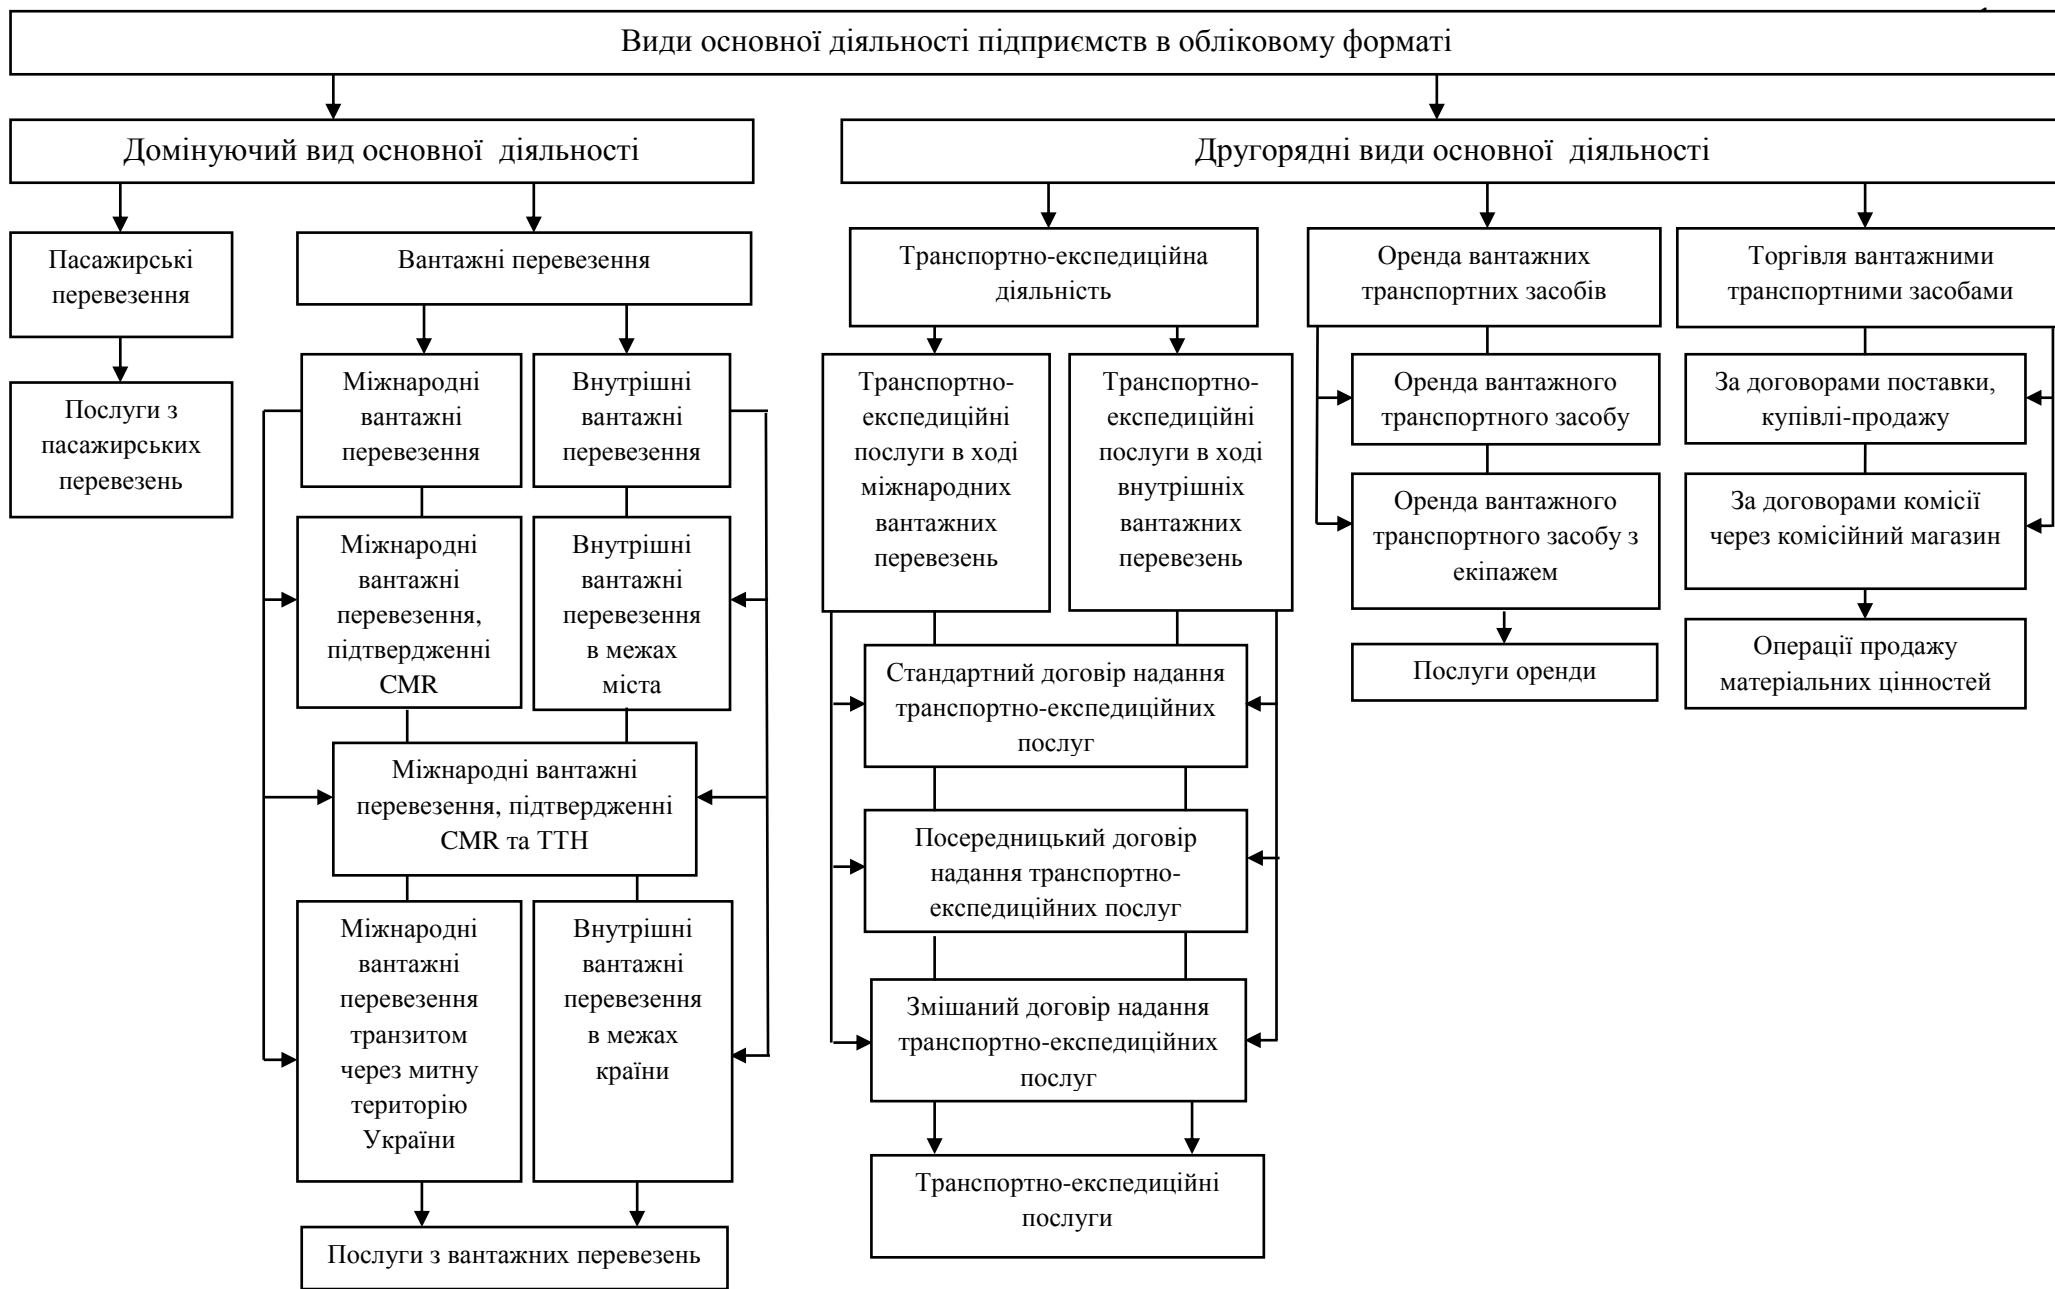 Види основної діяльності підприємств в обліковому форматі
Домінуючий вид основної діяльності
Другорядні види основної діяльності
Пасажирські
перевезення
Вантажні перевезення
Транспортно-експедиційна
діяльність
Оренда вантажних
транспортних засобів
Торгівля вантажними
транспортними засобами
Послуги з
пасажирських
перевезень
Міжнародні
вантажні
перевезення
Внутрішні
вантажні
перевезення
Транспортно-
експедиційні
послуги в ході
міжнародних
вантажних
перевезень
Транспортно-
експедиційні
послуги в ході
внутрішніх
вантажних
перевезень
Оренда вантажного
транспортного засобу
За договорами поставки,
купівлі-продажу
Міжнародні
вантажні
перевезення,
підтвердженні
CMR
Внутрішні
вантажні
перевезення
в межах
міста
Оренда вантажного
транспортного засобу з
екіпажем
За договорами комісії
через комісійний магазин
Стандартний договір надання
транспортно-експедиційних
послуг
Послуги оренди
Операції продажу
матеріальних цінностей
Міжнародні вантажні
перевезення, підтвердженні
CMR та ТТН
Посередницький договір
надання транспортно-
експедиційних послуг
Міжнародні
вантажні
перевезення
транзитом
через митну
територію
України
Внутрішні
вантажні
перевезення
в межах
країни
Змішаний договір надання
транспортно-експедиційних
послуг
Транспортно-експедиційні
послуги
Послуги з вантажних перевезень